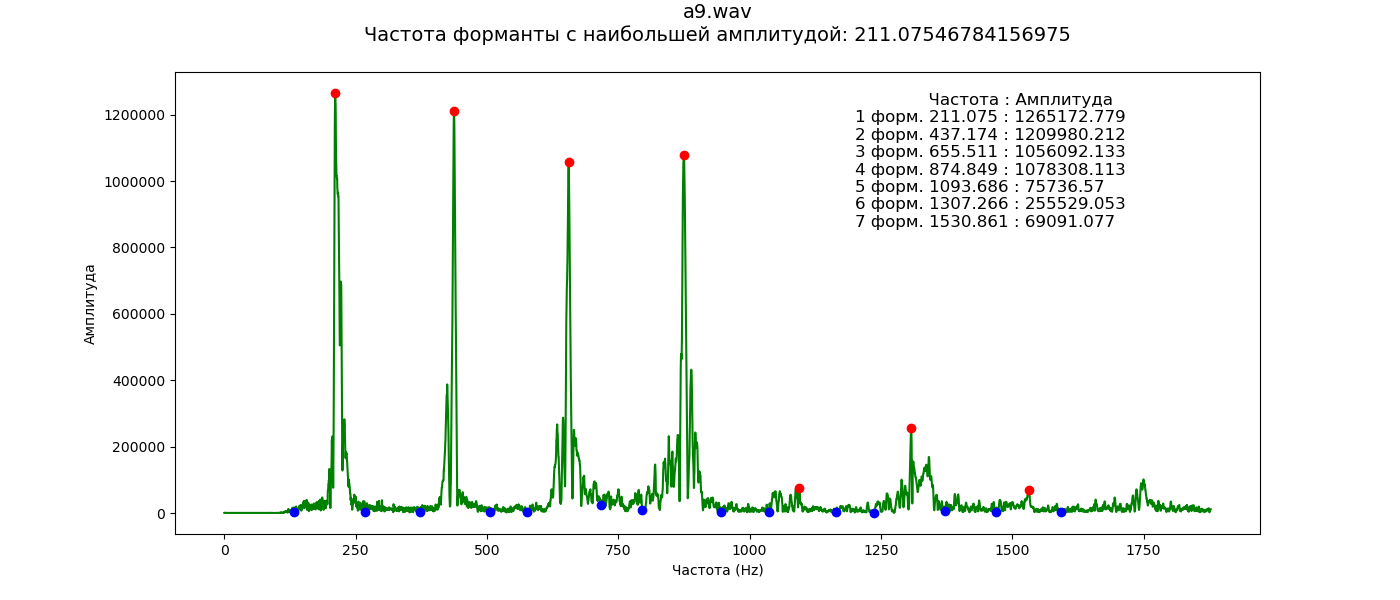 a9.wav
Частота форманты с наибольшей амплитудой: 211.07546784156975
Частота : Амплитуда
1 форм. 211.075 : 1265172.779
2 форм. 437.174 : 1209980.212
3 форм. 655.511 : 1056092.133
4 форм. 874.849 : 1078308.113
5 форм. 1093.686 : 75736.57
6 форм. 1307.266 : 255529.053
7 форм. 1530.861 : 69091.077
Амплитуда
1200000
1000000
800000
600000
400000
200000
0
0 250 500 750 1000 1250 1500 1750
Частота (Hz)